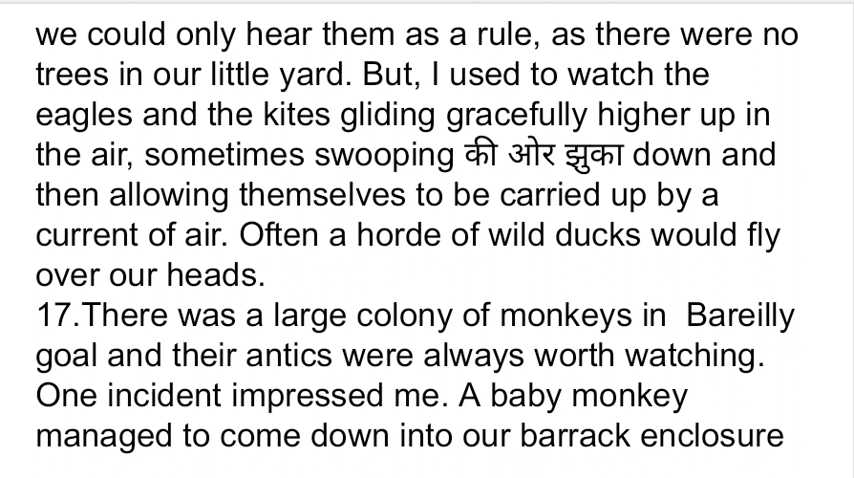 we could only hear them as a rule, as there were no
trees in our little yard. But, I used to watch the
eagles and the kites gliding gracefully higher up in
the air, sometimes swooping की ओर झुका down and
then allowing themselves to be carried up by a
current of air. Often a horde of wild ducks would fly
over our heads.
17.There was a large colony of monkeys in  Bareilly
goal and their antics were always worth watching.
One incident impressed me. A baby monkey
managed to come down into our barrack enclosure